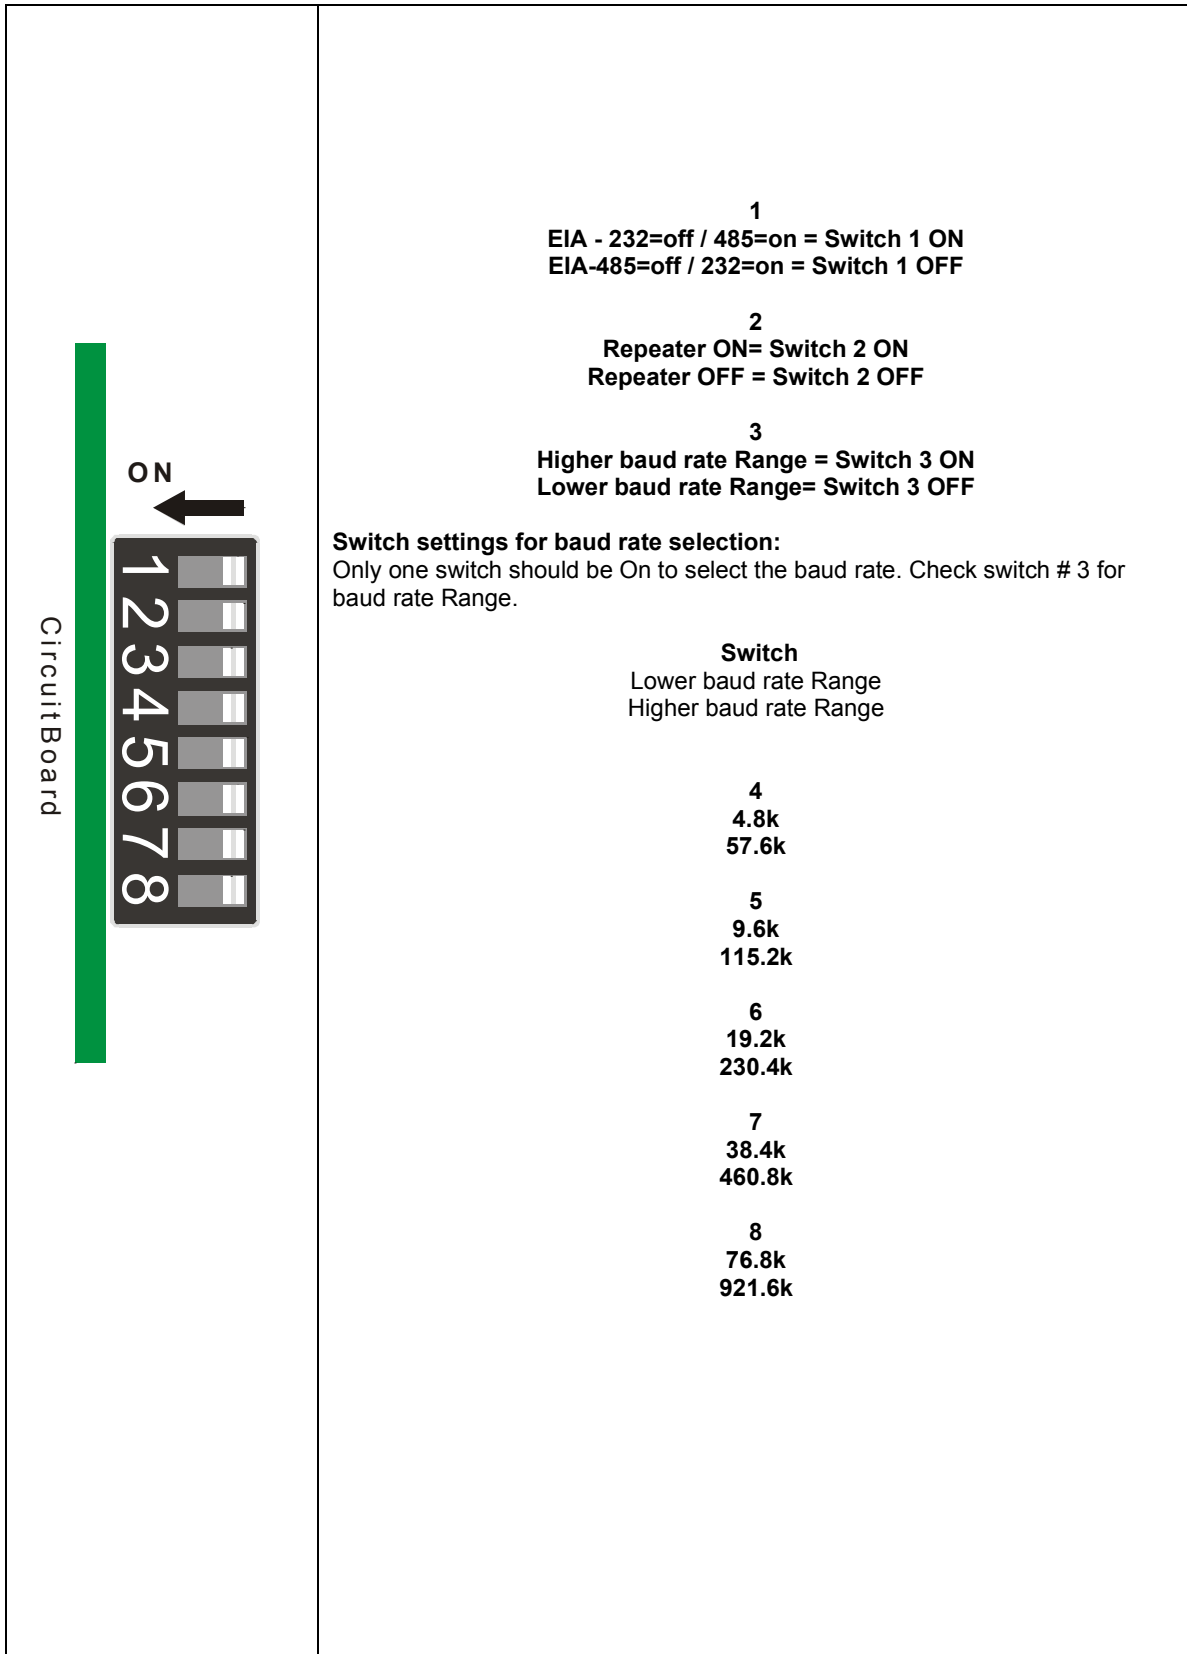 ON
1
2
3
4
5
6
7
8
CircuitBoard
1
EIA - 232=off / 485=on = Switch 1 ON
EIA-485=off / 232=on = Switch 1 OFF
2
Repeater ON= Switch 2 ON
Repeater OFF = Switch 2 OFF
3
Higher baud rate Range = Switch 3 ON
Lower baud rate Range= Switch 3 OFF
Switch settings for baud rate selection:
Only one switch should be On to select the baud rate. Check switch # 3 for
baud rate Range.
Switch
Lower baud rate Range
Higher baud rate Range
4
4.8k
57.6k
5
9.6k
115.2k
6
19.2k
230.4k
7
38.4k
460.8k
8
76.8k
921.6k